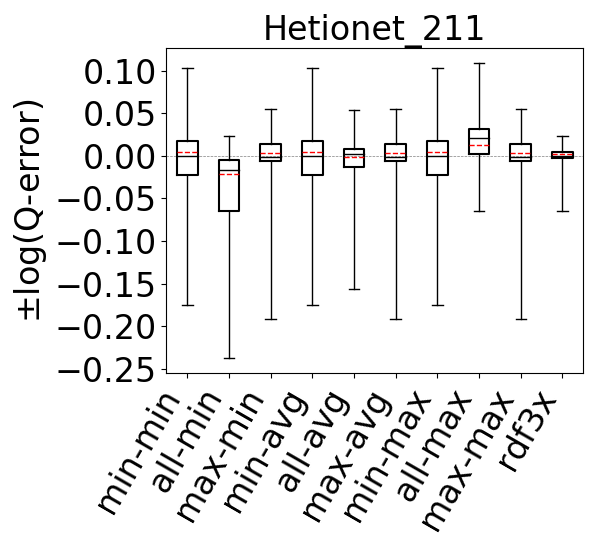 Hetionet_211
±log(Q-error)
0.10
0.05
0.00
−0.05
−0.10
−0.15
−0.20
−0.25
min-min
all-min
max-min
min-avg
all-avg
max-avg
min-max
all-max
max-max
rdf3x